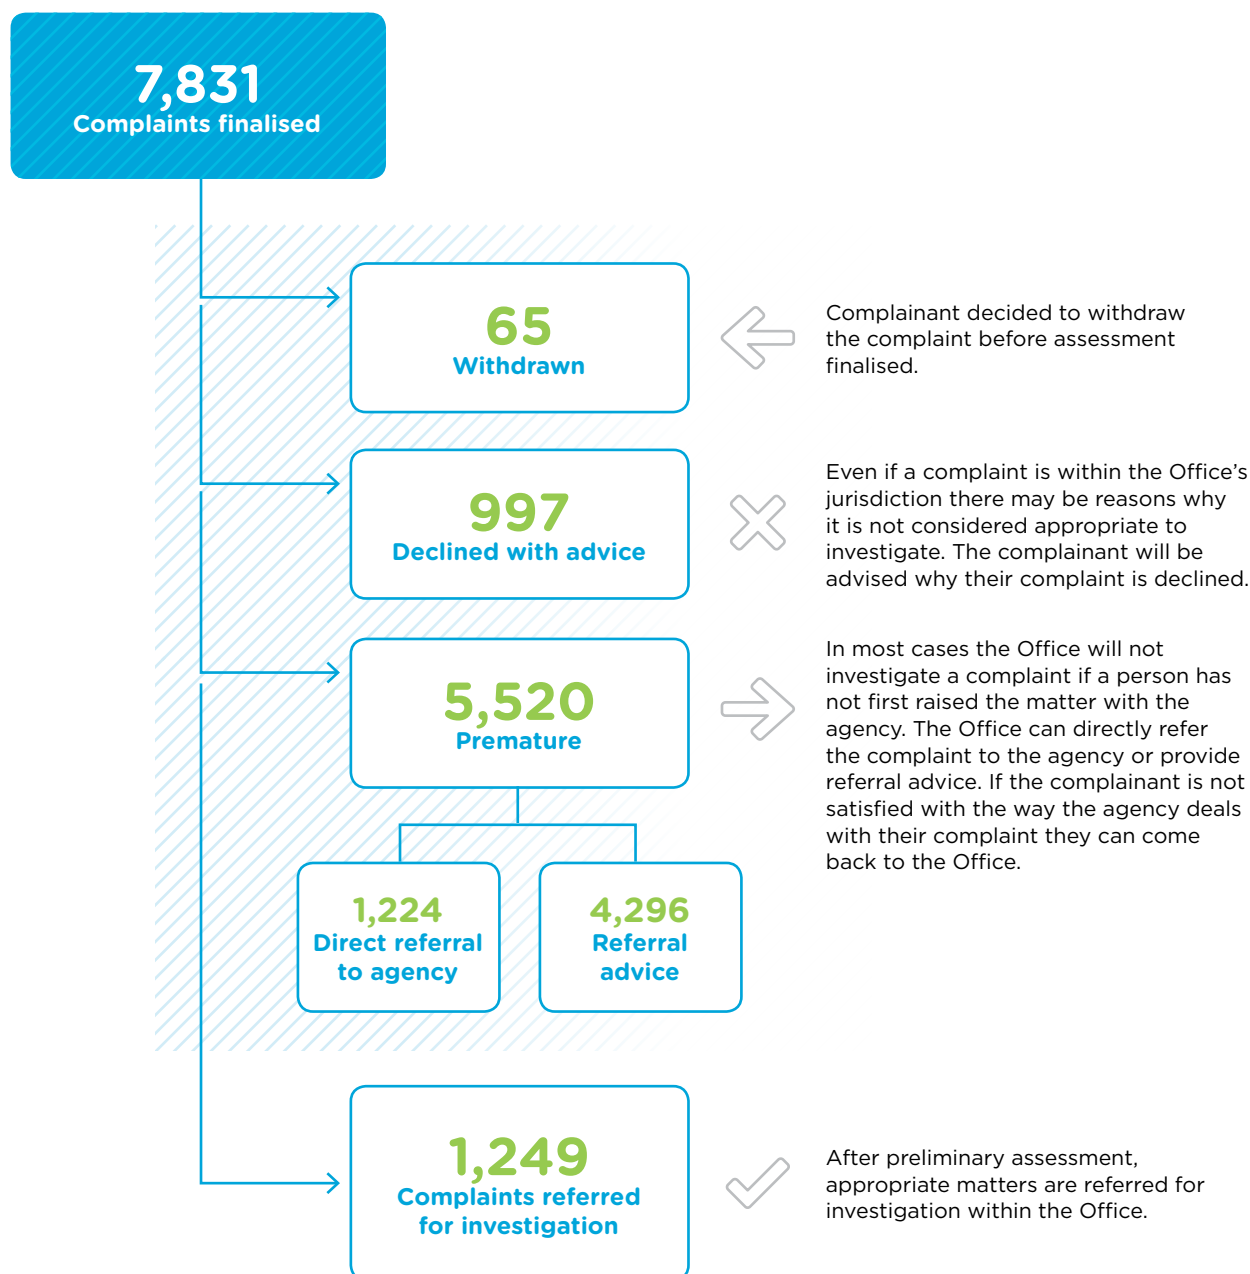 7,831
Complaints finalised
65
Withdrawn
Complainant decided to withdraw
the complaint before assessment
finalised.
997
Declined with advice
Even if a complaint is within the Office’s
jurisdiction there may be reasons why
it is not considered appropriate to
investigate. The complainant will be
advised why their complaint is declined.
5,520
Premature
In most cases the Office will not
investigate a complaint if a person has
not first raised the matter with the
agency. The Office can directly refer
the complaint to the agency or provide
referral advice. If the complainant is not
satisfied with the way the agency deals
with their complaint they can come
back to the Office.
1,224
Direct referral
to agency
4,296
Referral
advice
1,249
Complaints referred
for investigation
After preliminary assessment,
appropriate matters are referred for
investigation within the Office.